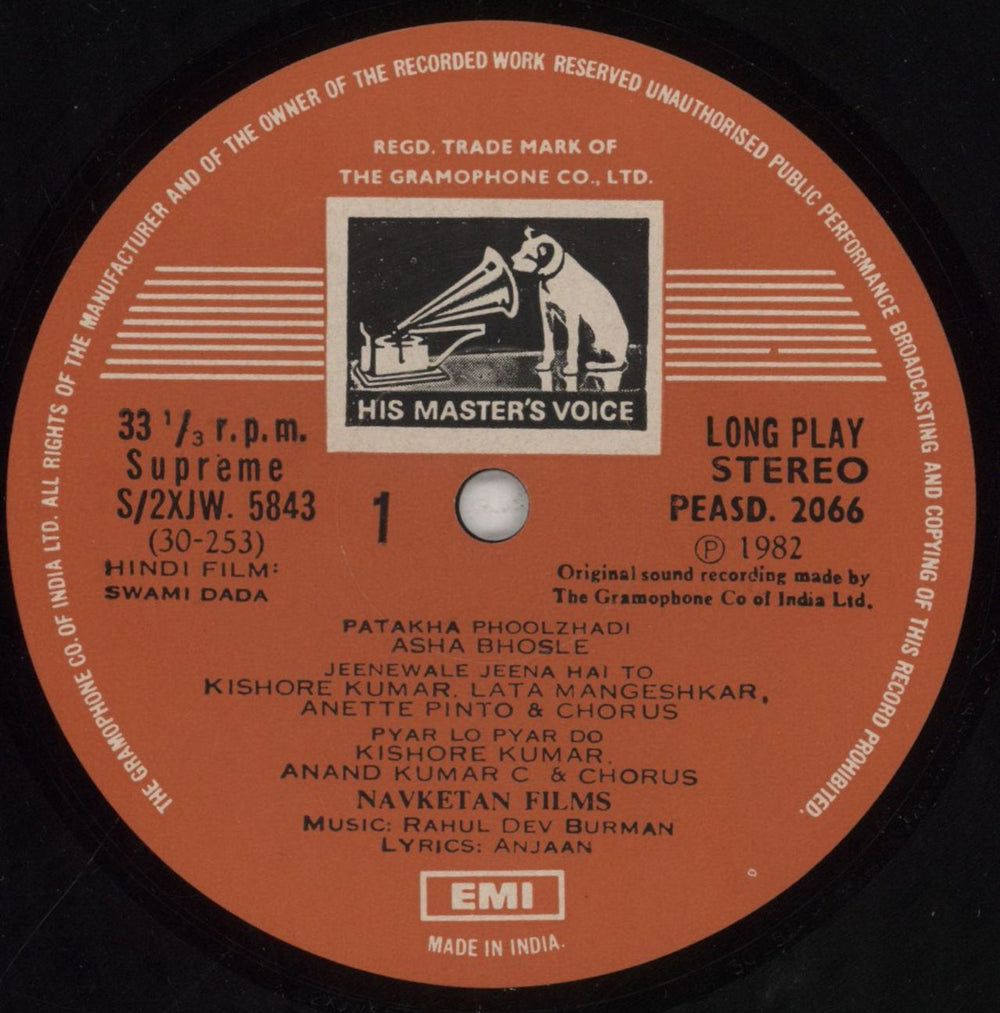 THE GRAMOPHONE CO. OF INDIA LTD. ALL RIGHTS OF THE MANUFACTURER AND OF THE OWNER OF THE RECORDED WORK RESERVED UNAUTHORISED PUBLIC PERFORMANCE BROADCASTING AND COPYING OF THIS RECORD PROHIBITED.
REGD. TRADE MARK OF
THE GRAMOPHONE CO., LTD.
HIS MASTER'S VOICE
33 1/3 r.p.m.
Supreme
S/2XJW. 5843
(30-253)
HINDI FILM:
SWAMI DADA
1
LONG PLAY
STEREO
PEASD. 2066
℗ 1982
Original sound recording made by
The Gramophone Co of India Ltd.
PATAKHA PHOOLZHADI
ASHA BHOSLE
JEENEWALE JEENA HAI TO
KISHORE KUMAR. LATA MANGESHKAR,
ANETTE PINTO & CHORUS
PYAR LO PYAR DO
KISHORE KUMAR.
ANAND KUMAR C & CHORUS
NAVKETAN FILMS
MUSIC: RAHUL DEV BURMAN
LYRICS: ANJAAN
EMI
MADE IN INDIA.